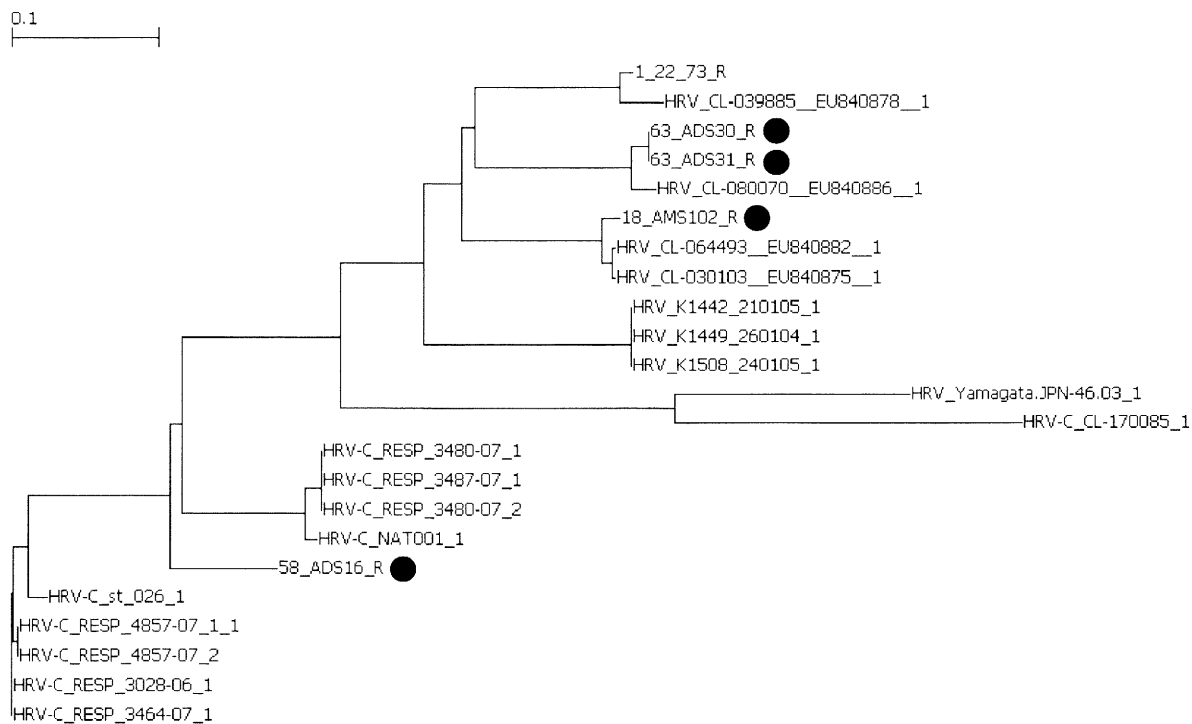 0.1
1_22_73_R
HRV_CL-039885__EU840878__1
63_ADS30_R
63_ADS31_R
HRV_CL-080070__EU840886__1
18_AMS102_R
HRV_CL-064493__EU840882__1
HRV_CL-030103__EU840875__1
HRV_K1442_210105_1
HRV_K1449_260104_1
HRV_K1508_240105_1
HRV_Yamagata.JPN-46.03_1
HRV-C_CL-170085_1
HRV-C_RESP_3480-07_1
HRV-C_RESP_3487-07_1
HRV-C_RESP_3480-07_2
HRV-C_NAT001_1
58_ADS16_R
HRV-C_st_026_1
HRV-C_RESP_4857-07_1_1
HRV-C_RESP_4857-07_2
HRV-C_RESP_3028-06_1
HRV-C_RESP_3464-07_1